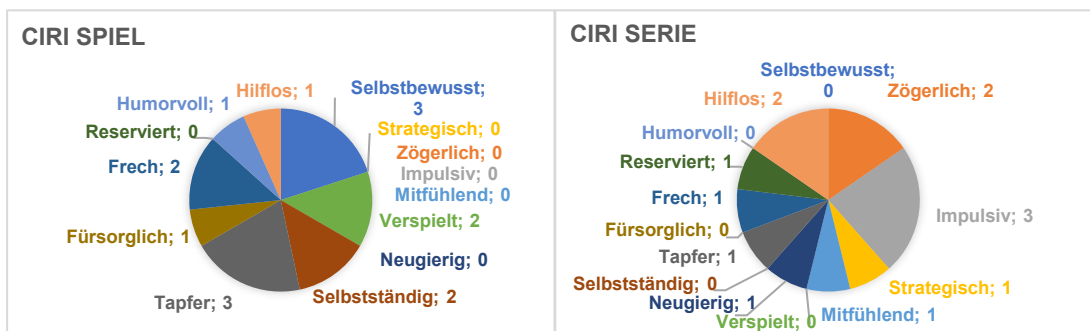 CIRI SPIEL
Hilflos; 1
Selbstbewusst;
3
Humorvoll; 1
Strategisch; 0
Reserviert; 0
Zögerlich; 0
Frech; 2
Impulsiv; 0
Mitfühlend; 0
Verspielt; 2
Fürsorglich; 1
Neugierig; 0
Tapfer; 3
Selbstständig; 2
CIRI SERIE
Selbstbewusst;
0
Zögerlich; 2
Hilflos; 2
Humorvoll; 0
Reserviert; 1
Frech; 1
Impulsiv; 3
Fürsorglich; 0
Tapfer; 1
Selbstständig; 0
Strategisch; 1
Neugierig; 1
Mitfühlend; 1
Verspielt; 0